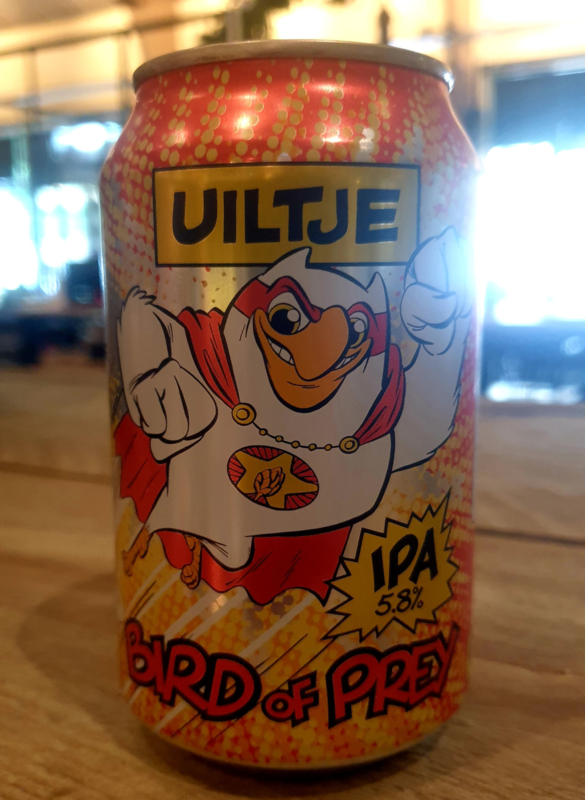 UILTJE
IPA
5.8%
BIRD OF PREY